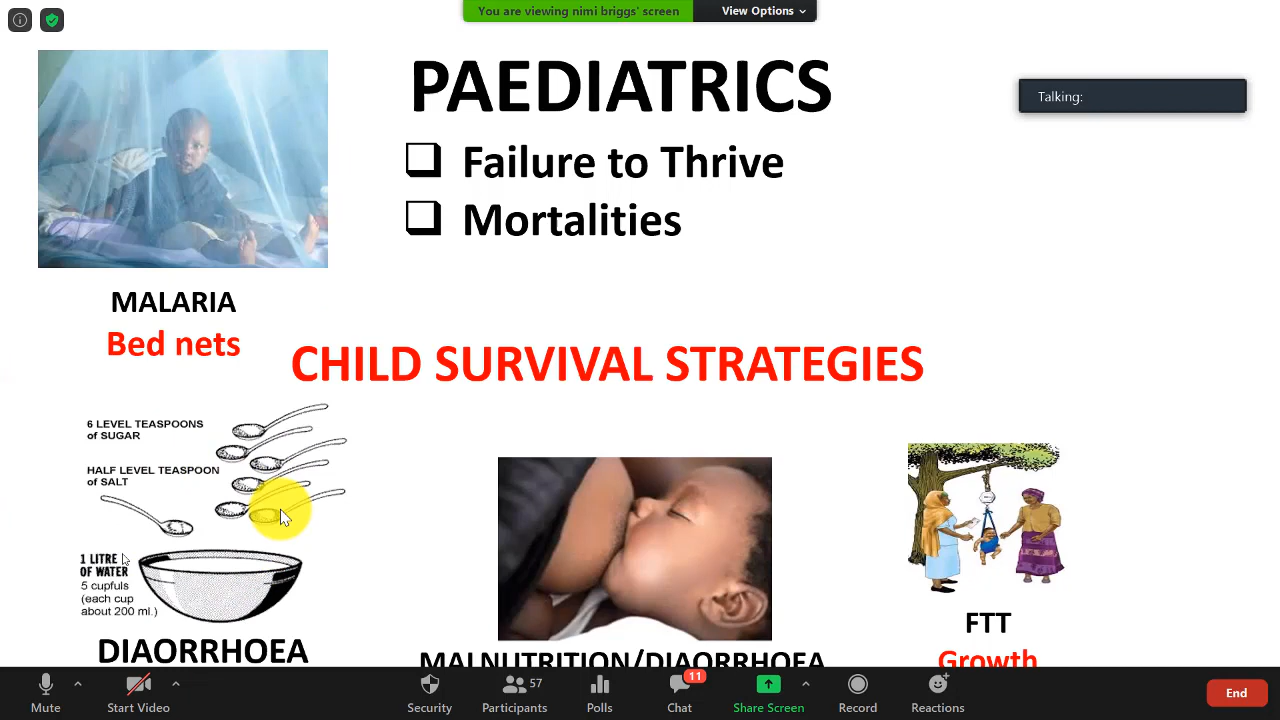 You are viewing nimi briggs' screen
View Options
Talking:
PAEDIATRICS
Failure to Thrive
Mortalities
MALARIA
Bed nets
CHILD SURVIVAL STRATEGIES
6 LEVEL TEASPOONS
of SUGAR
HALF LEVEL TEASPOON
of SALT
1 LITRE
OF WATER
5 cupfuls
(each cup
about 200 ml.)
DIAORRHOEA
MALNUTRITION/DIAORRHOEA
FTT
Growth
Mute
Start Video
Security
57
Participants
Polls
11
Chat
Share Screen
Record
Reactions
End